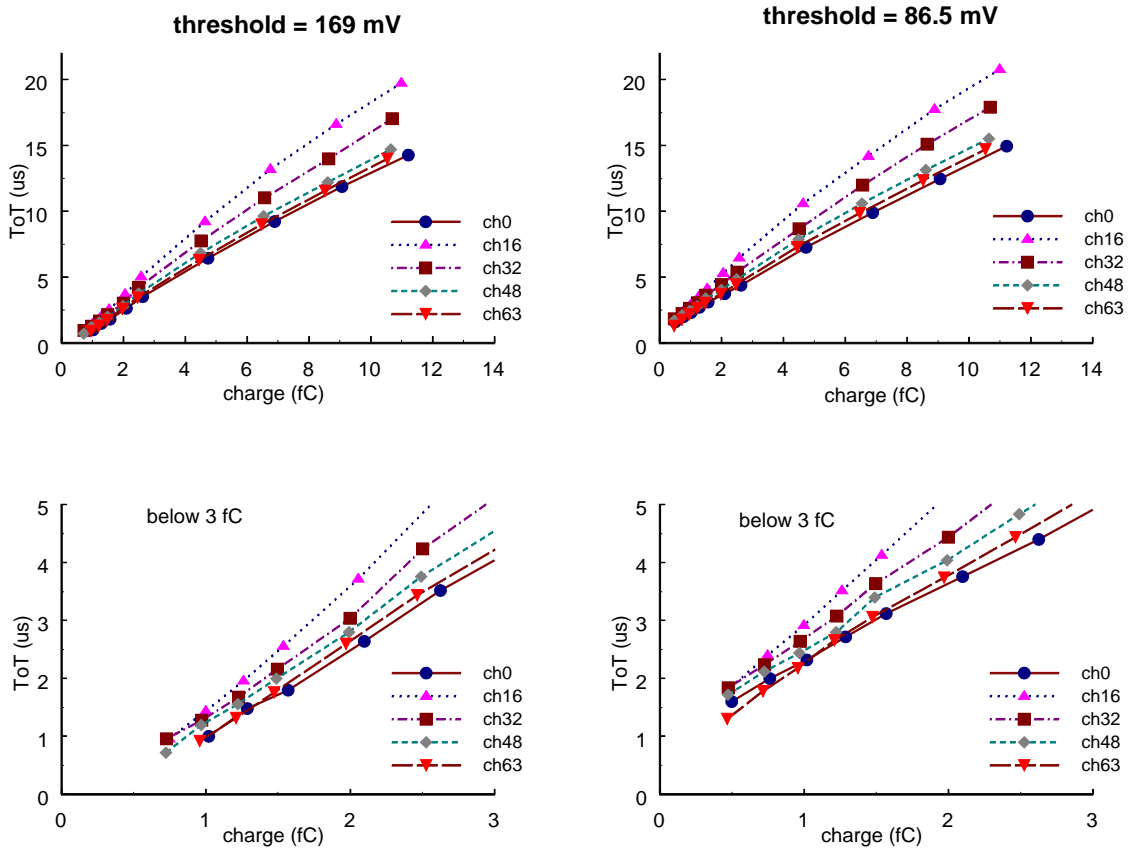 threshold = 169 mV
threshold = 86.5 mV
ToT (us)
20
15
10
5
0
0 2 4 6 8 10 12 14
charge (fC)
ch0
ch16
ch32
ch48
ch63
ToT (us)
20
15
10
5
0
0 2 4 6 8 10 12 14
charge (fC)
ch0
ch16
ch32
ch48
ch63
below 3 fC
ToT (us)
5
4
3
2
1
0
0 1 2 3
charge (fC)
ch0
ch16
ch32
ch48
ch63
below 3 fC
ToT (us)
5
4
3
2
1
0
0 1 2 3
charge (fC)
ch0
ch16
ch32
ch48
ch63